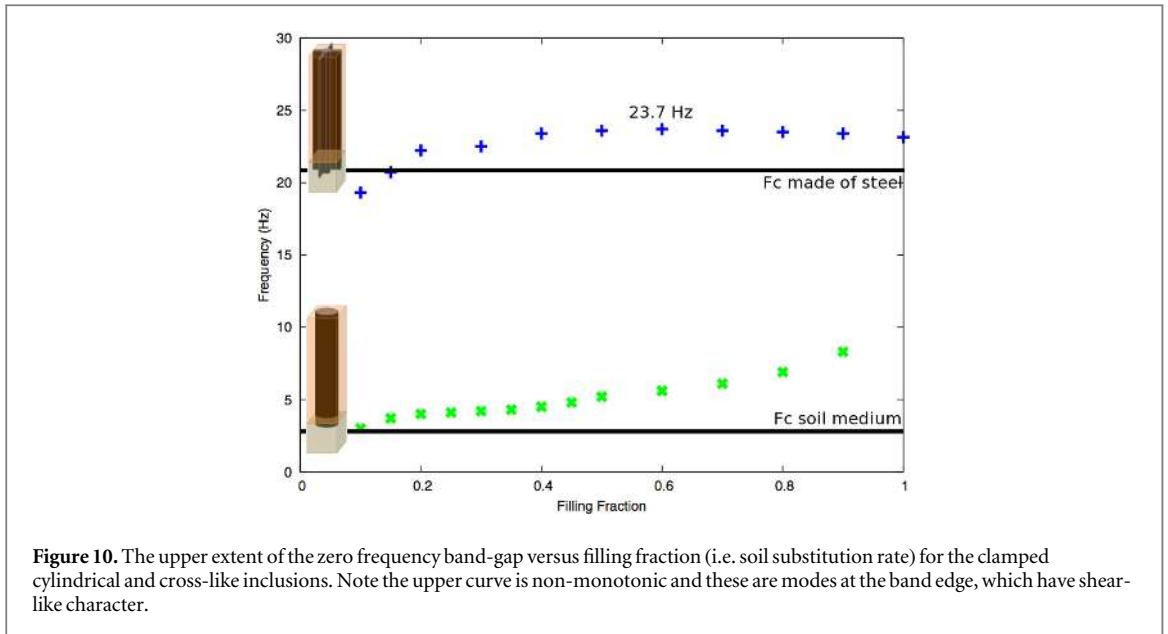 30
25
23.7 Hz
20
Fc made of steel
15
Frequency (Hz)
10
5
Fc soil medium
0
0 0.2 0.4 0.6 0.8 1
Filling Fraction
Figure 10. The upper extent of the zero frequency band-gap versus filling fraction (i.e. soil substitution rate) for the clamped
cylindrical and cross-like inclusions. Note the upper curve is non-monotonic and these are modes at the band edge, which have shear-
like character.